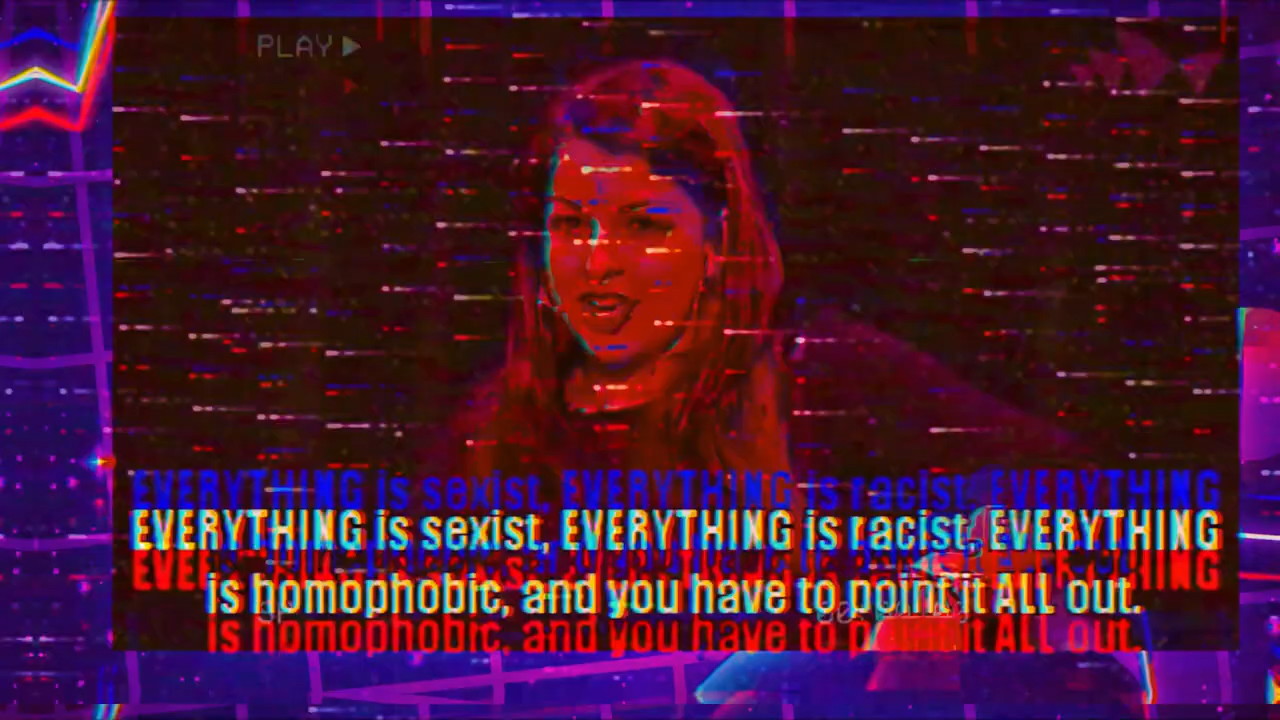 PLAY
EVERYTHING is sexist, EVERYTHING is racist, EVERYTHING
is homophobic, and you have to point it ALL out.